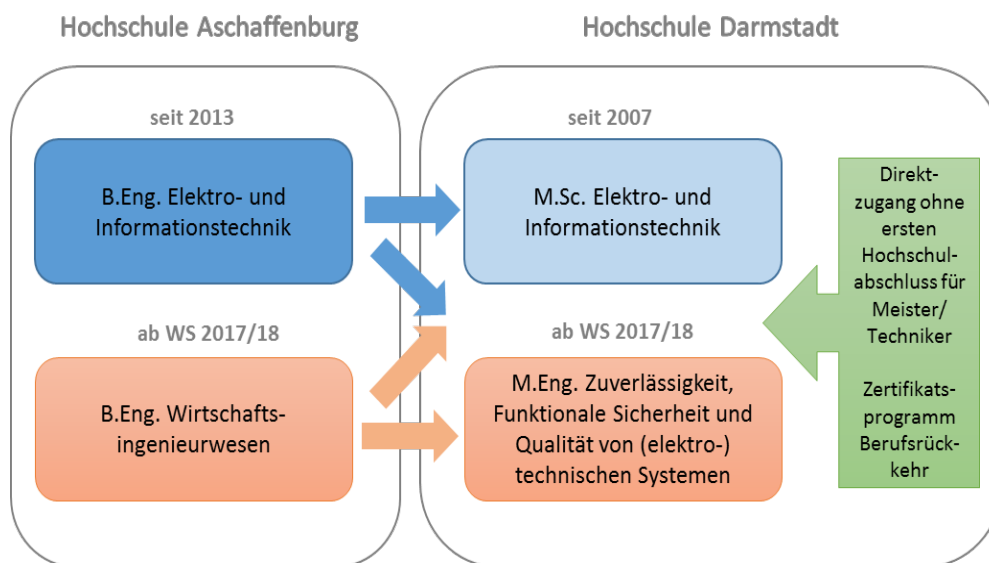 Hochschule Aschaffenburg
Hochschule Darmstadt
seit 2013
seit 2007
B.Eng. Elektro- und
Informationstechnik
M.Sc. Elektro- und
Informationstechnik
Direkt-
zugang ohne
ersten
Hochschul-
abschluss für
Meister/
Techniker
Zertifikats-
programm
Berufsrück-
kehr
ab WS 2017/18
ab WS 2017/18
B.Eng. Wirtschafts-
ingenieurwesen
M.Eng. Zuverlässigkeit,
Funktionale Sicherheit und
Qualität von (elektro-)
technischen Systemen